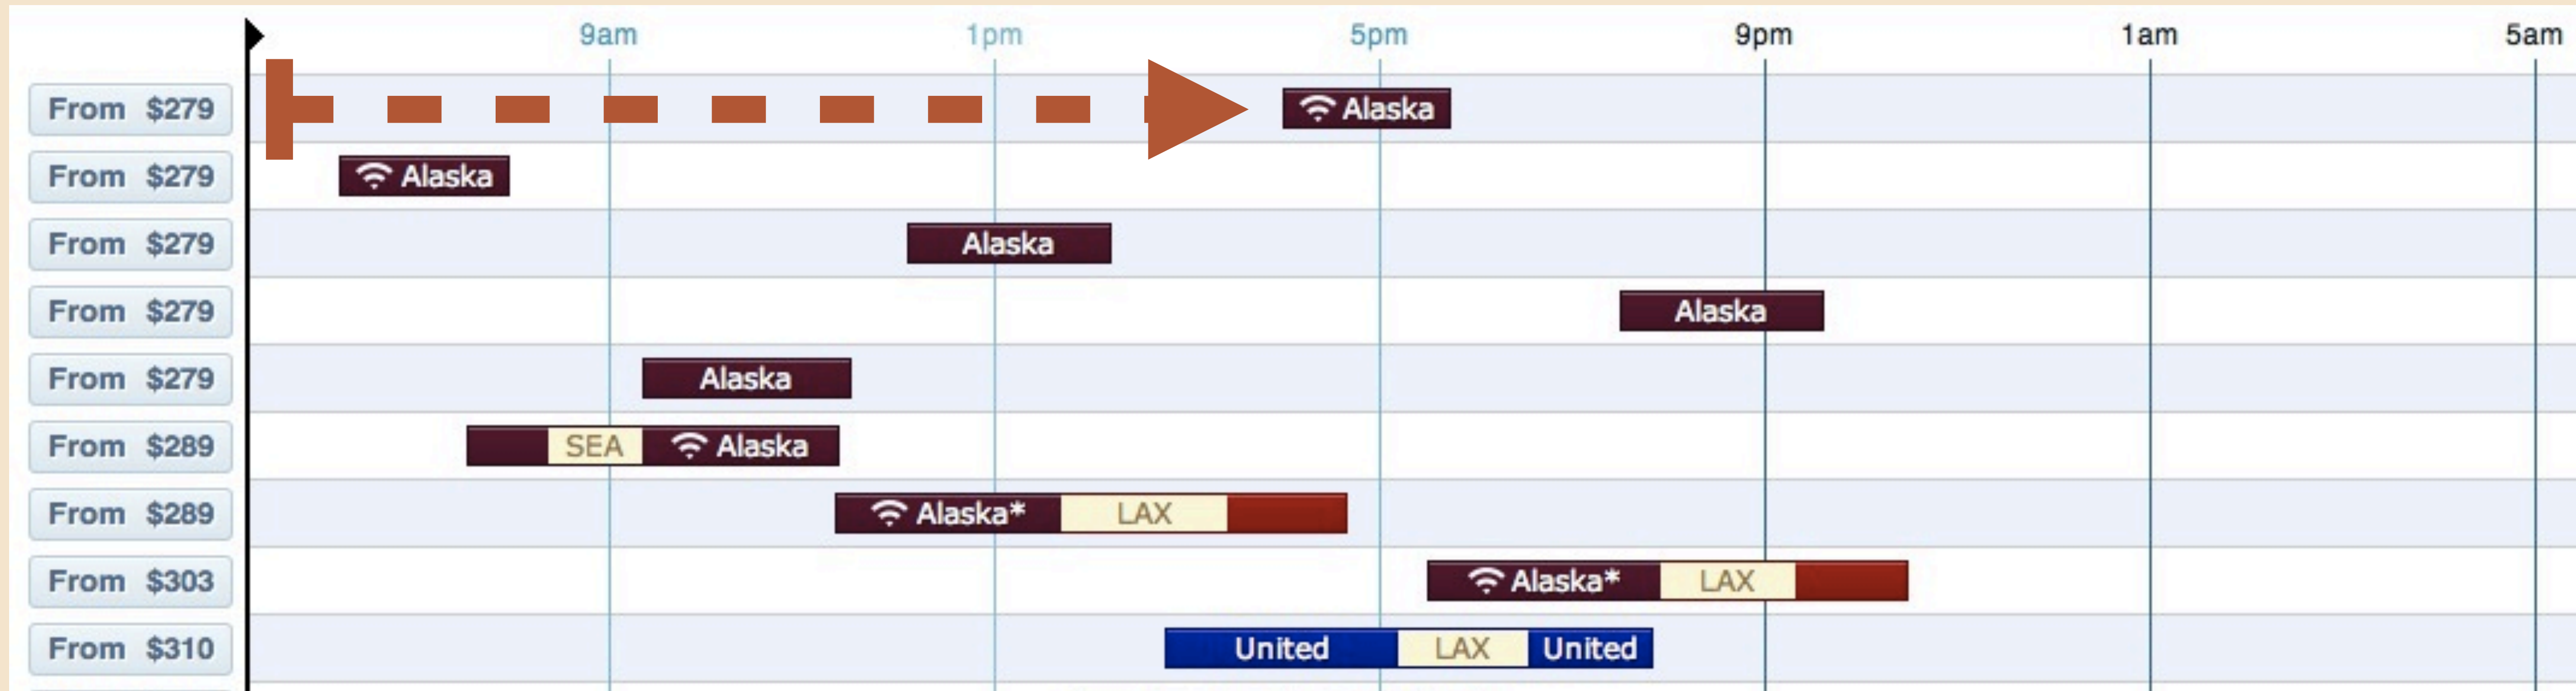 9am 1pm 5pm 9pm 1am 5am
From $279 Alaska
From $279 Alaska
From $279 Alaska
From $279 Alaska
From $279 Alaska
From $289 SEA Alaska
From $289 Alaska* LAX
From $303 Alaska* LAX
From $310 United LAX United